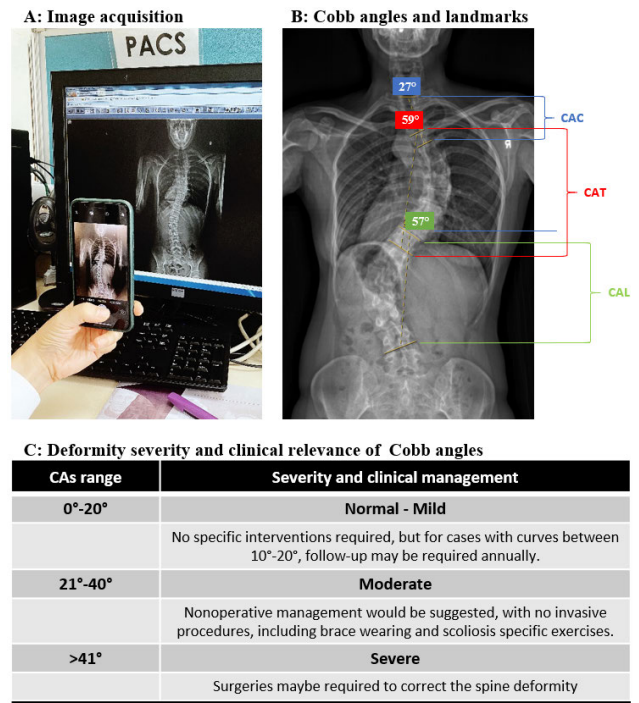 A: Image acquisition
B: Cobb angles and landmarks
PACS
27°
59°
57°
CAC
CAT
CAL
C: Deformity severity and clinical relevance of Cobb angles
CAs range
Severity and clinical management
0°-20°
Normal - Mild
No specific interventions required, but for cases with curves between
10°-20°, follow-up may be required annually.
21°-40°
Moderate
Nonoperative management would be suggested, with no invasive
procedures, including brace wearing and scoliosis specific exercises.
>41°
Severe
Surgeries maybe required to correct the spine deformity